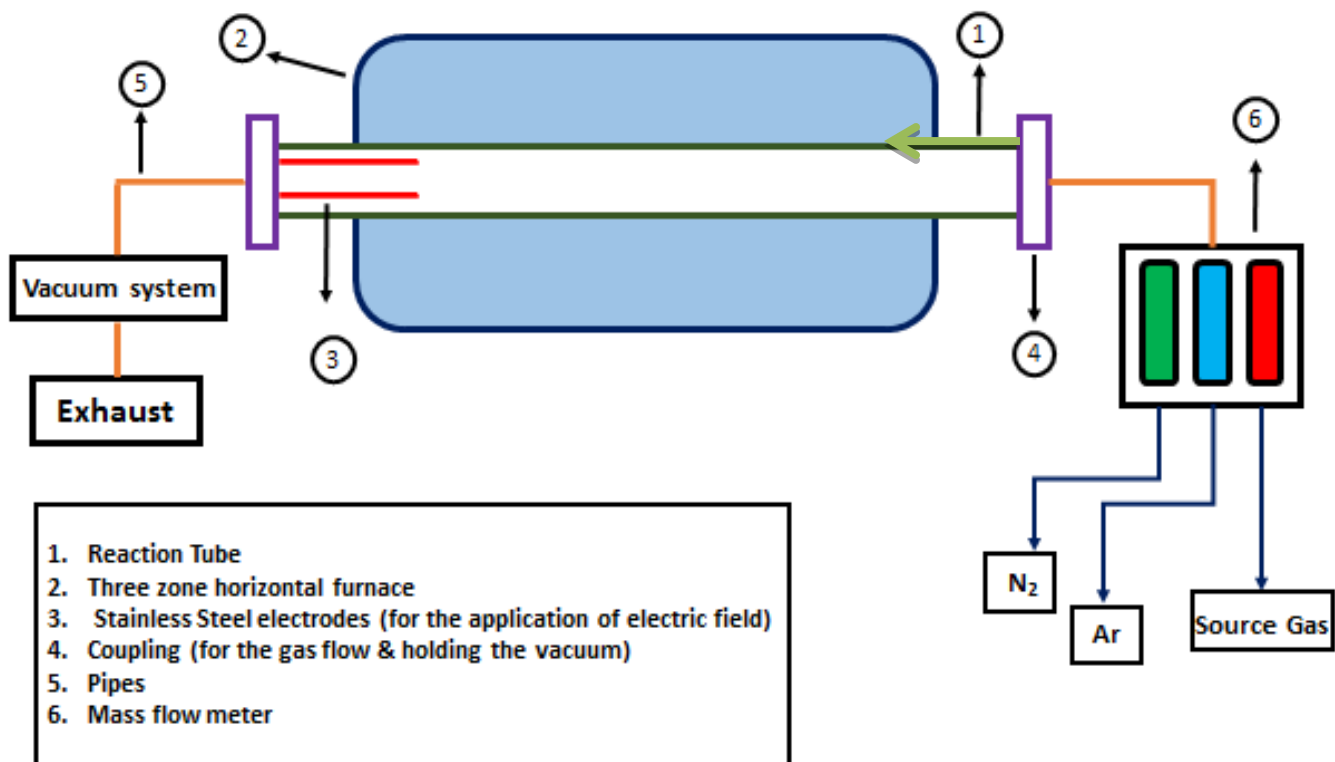 2
1
5
6
Vacuum system
3
4
Exhaust
N₂
Ar
Source Gas
1. Reaction Tube
2. Three zone horizontal furnace
3. Stainless Steel electrodes (for the application of electric field)
4. Coupling (for the gas flow & holding the vacuum)
5. Pipes
6. Mass flow meter